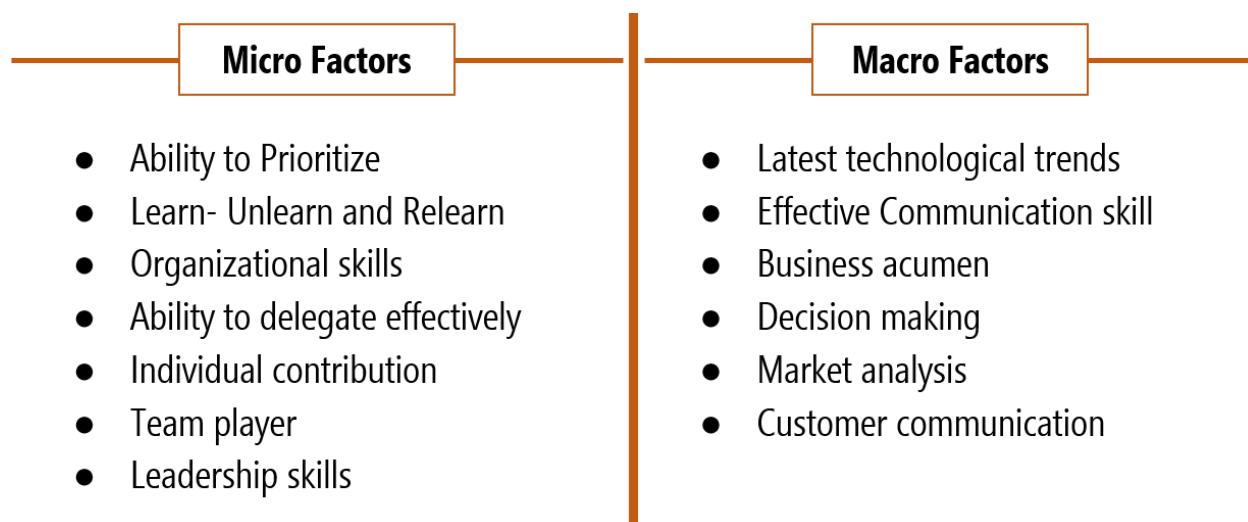 Micro Factors
● Ability to Prioritize
● Learn- Unlearn and Relearn
● Organizational skills
● Ability to delegate effectively
● Individual contribution
● Team player
● Leadership skills
Macro Factors
● Latest technological trends
● Effective Communication skill
● Business acumen
● Decision making
● Market analysis
● Customer communication